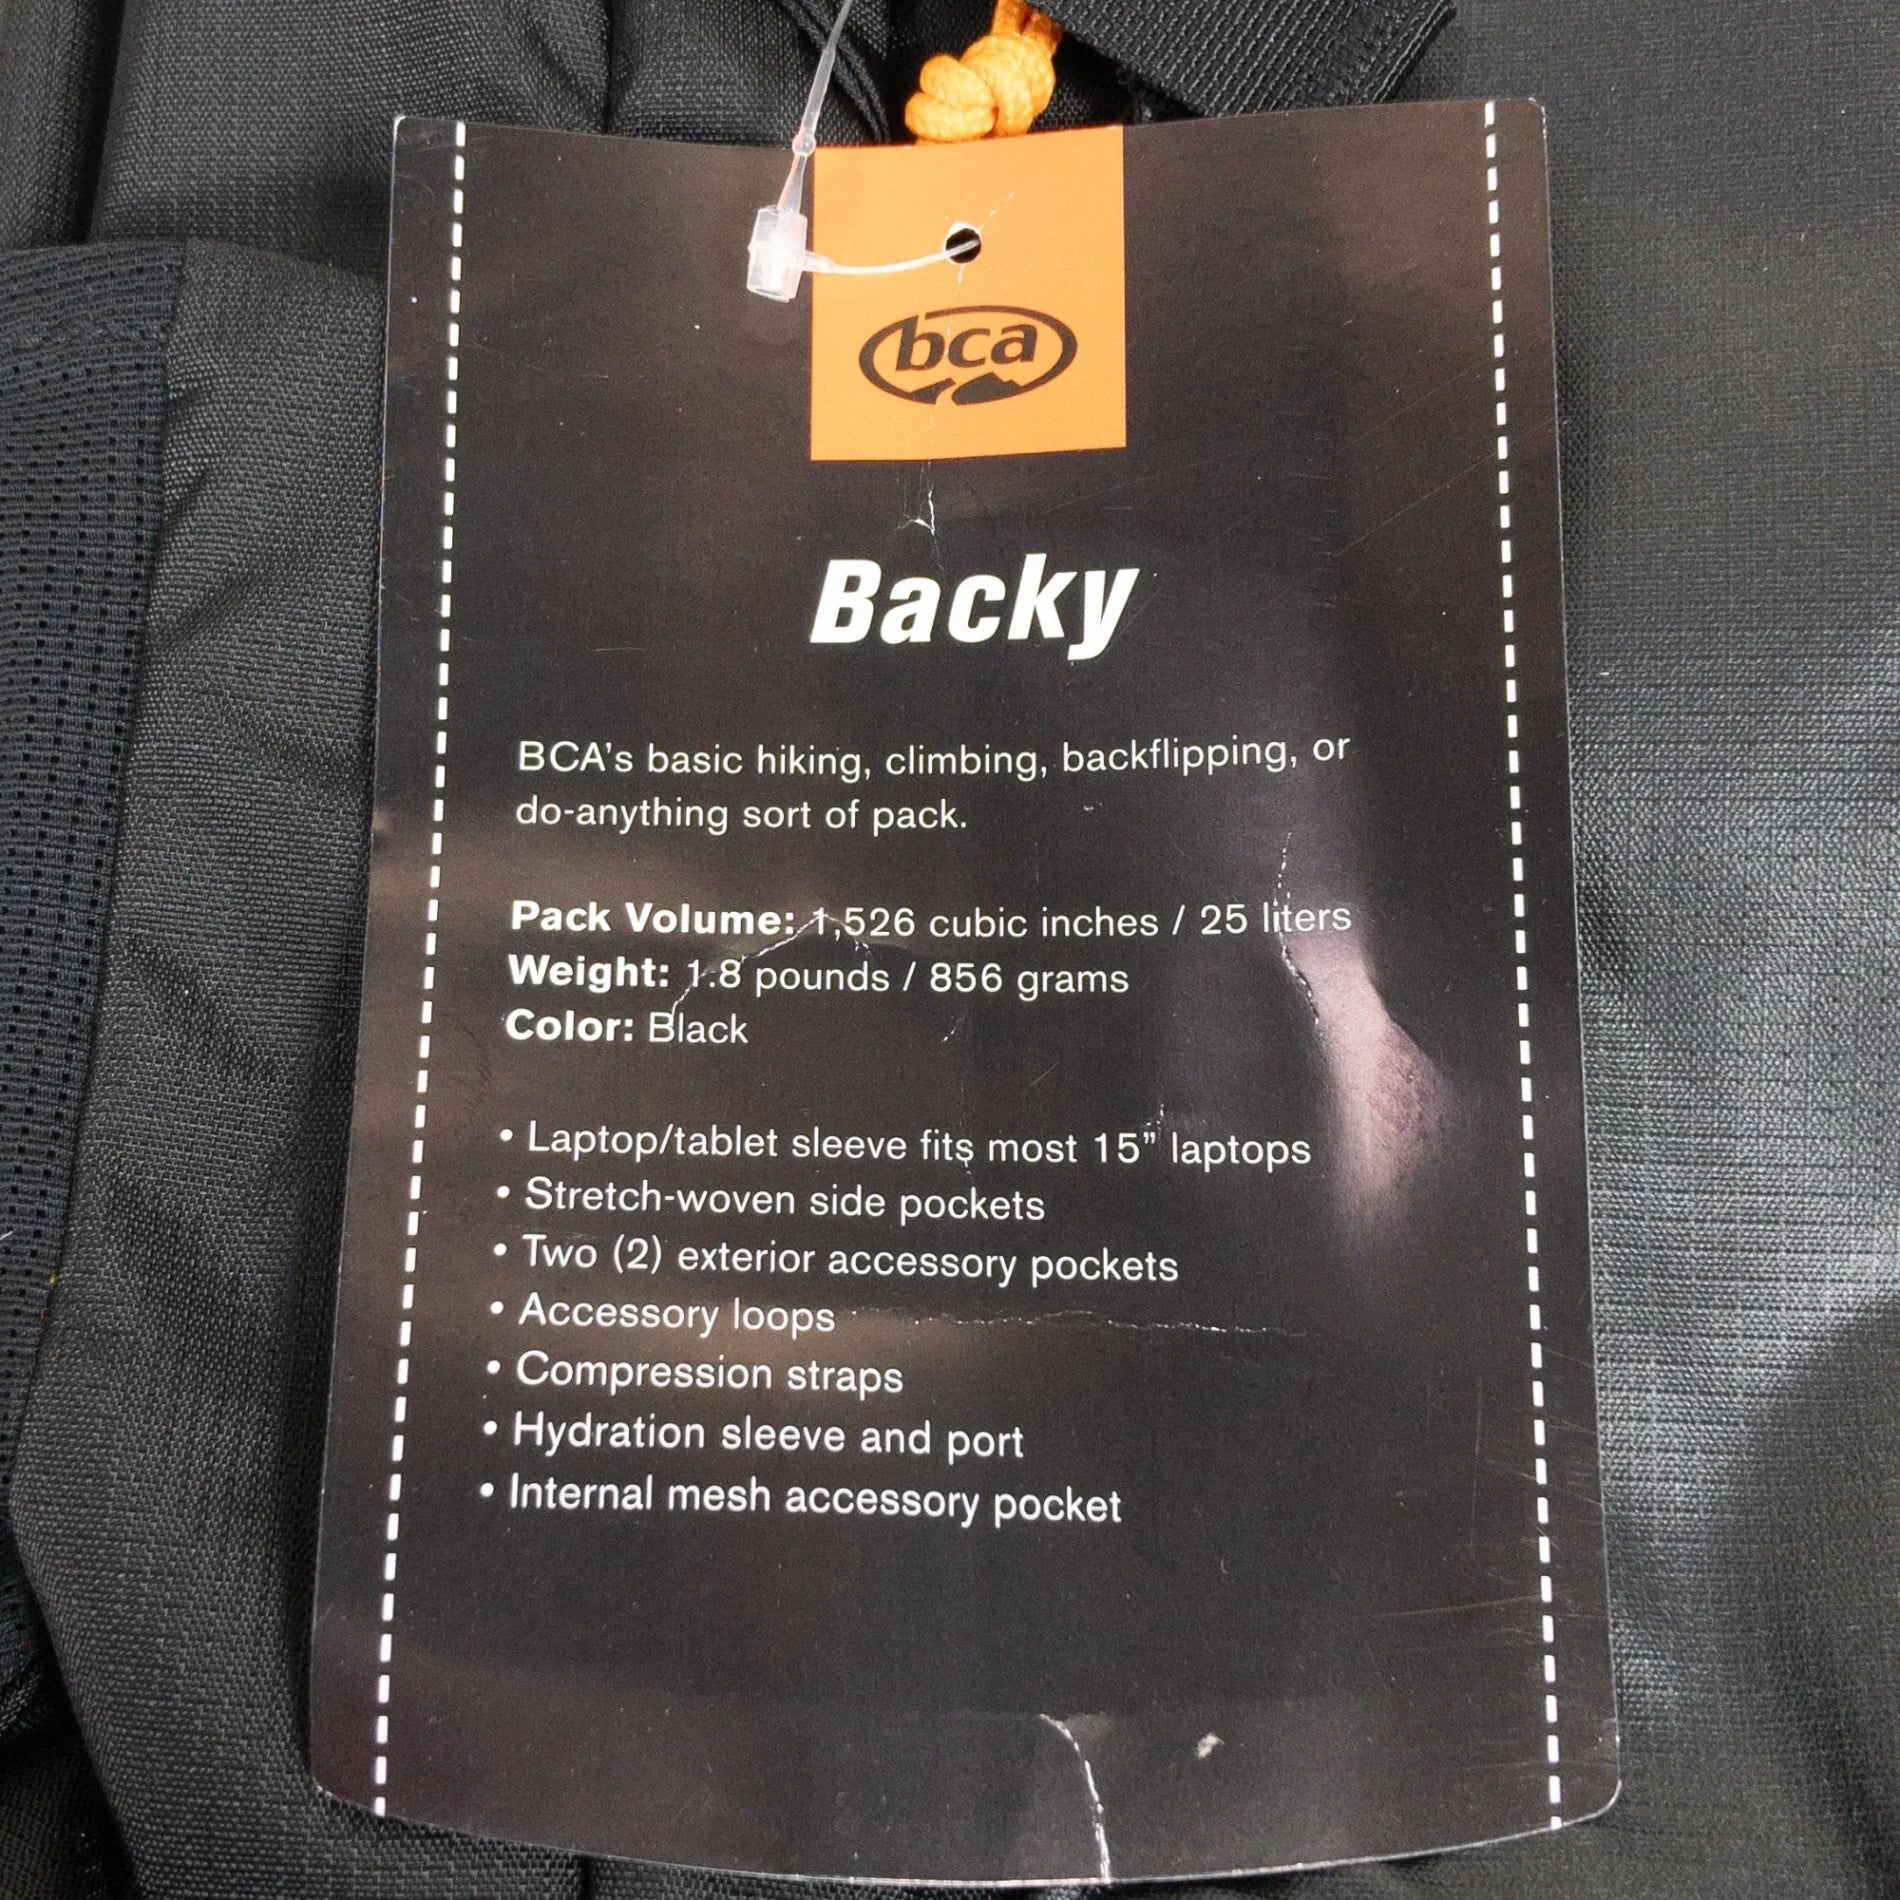 bca
Backy
BCA's basic hiking, climbing, backflipping, or
do-anything sort of pack.
Pack Volume: 1,526 cubic inches / 25 liters
Weight: 1.8 pounds / 856 grams
Color: Black
• Laptop/tablet sleeve fits most 15” laptops
• Stretch-woven side pockets
• Two (2) exterior accessory pockets
• Accessory loops
• Compression straps
• Hydration sleeve and port
• Internal mesh accessory pocket